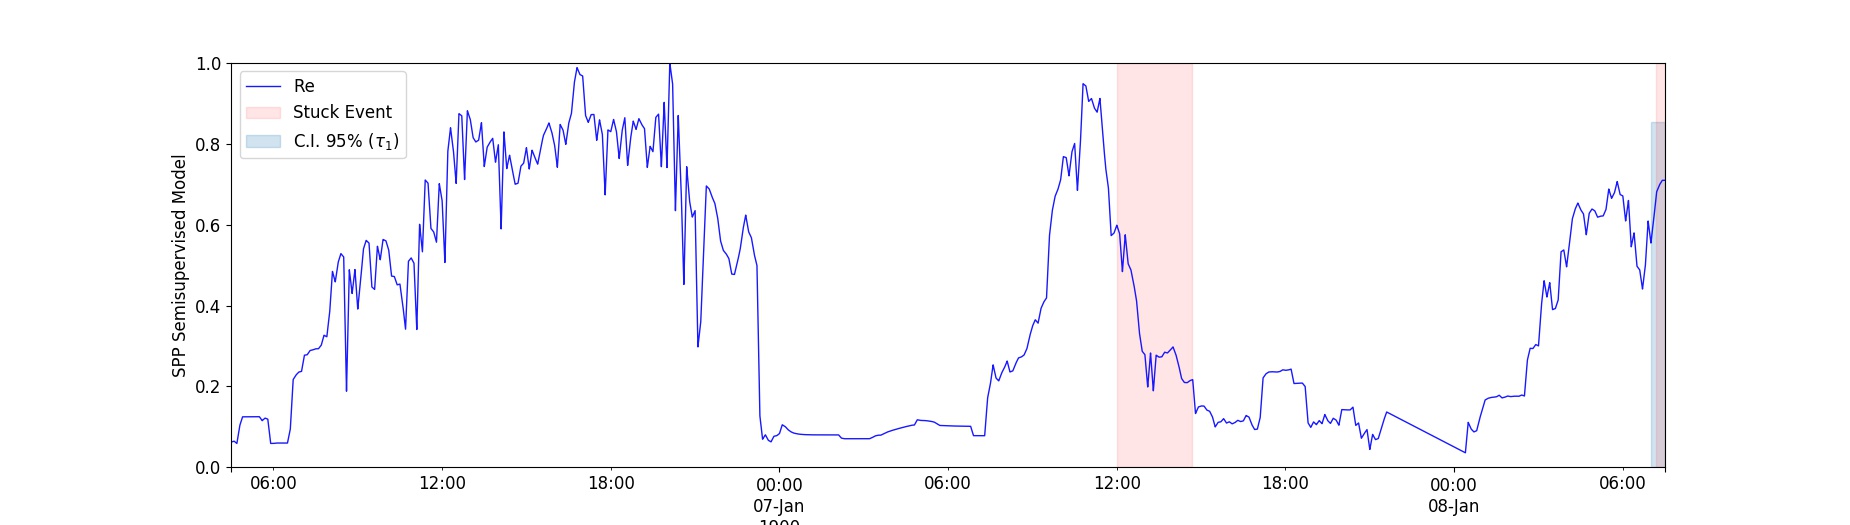 1.0
0.8
0.6
0.4
0.2
0.0
SPP Semisupervised Model
Re
Stuck Event
C.I. 95% (τ₁)
06:00 12:00 18:00 00:00 06:00 12:00 18:00 00:00 06:00
07-Jan 08-Jan
1900